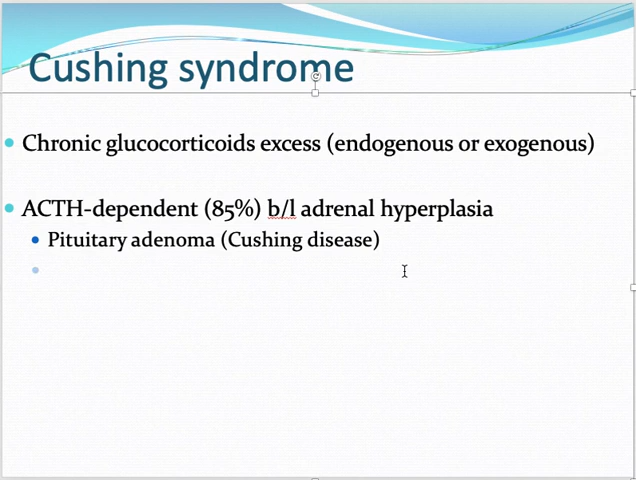 Cushing syndrome
Chronic glucocorticoids excess (endogenous or exogenous)
ACTH-dependent (85%) b/l adrenal hyperplasia
Pituitary adenoma (Cushing disease)